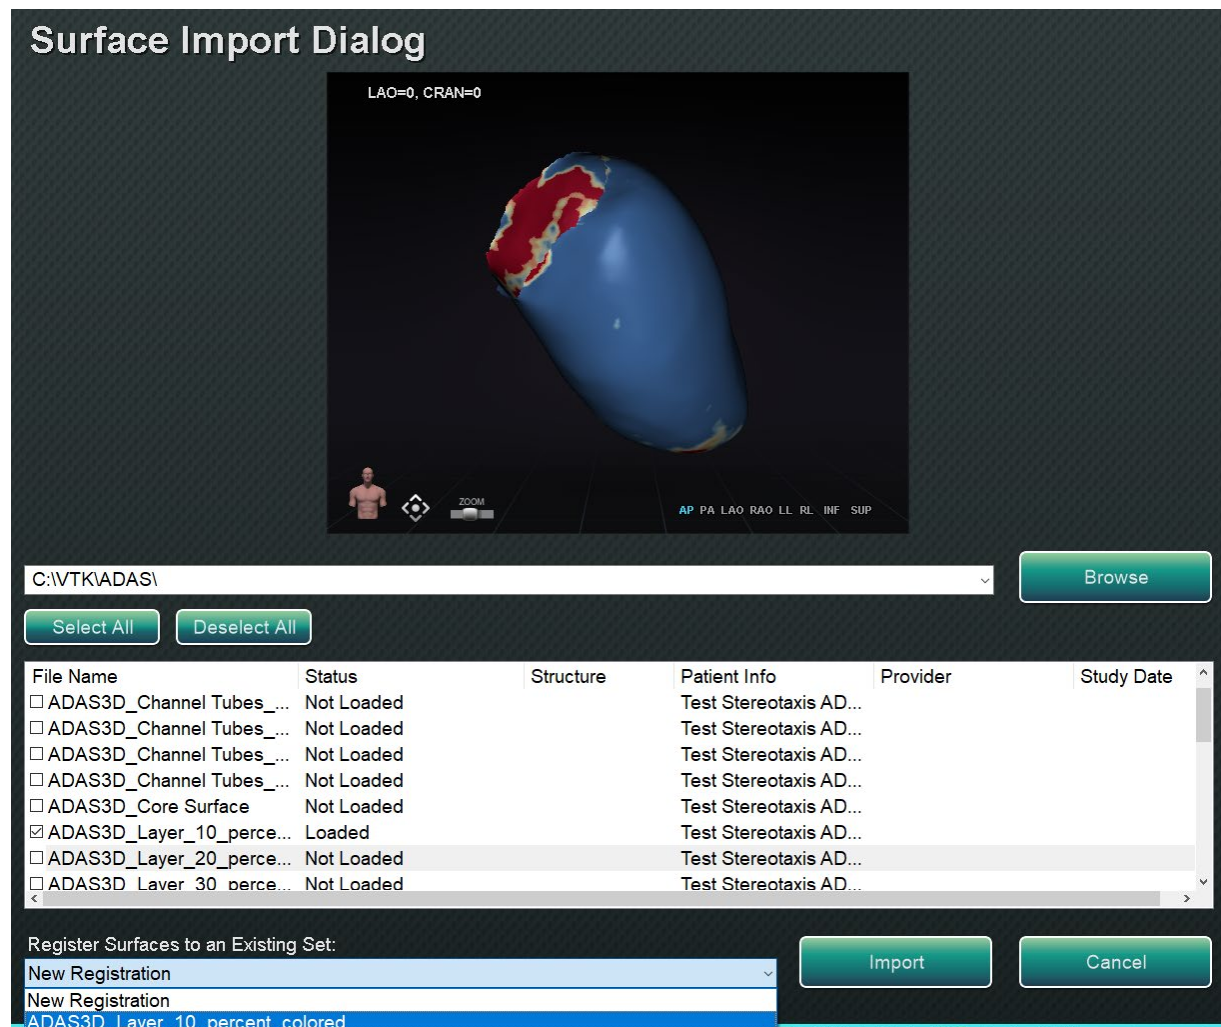 Surface Import Dialog
LAO=0, CRAN=0
ZOOM
AP PA LAO RAO LL RL INF SUP
C:\VTK\ADAS\
Browse
Select All Deselect All
File Name Status Structure Patient Info Provider Study Date
ADAS3D_Channel Tubes_... Not Loaded Test Stereotaxis AD...
ADAS3D_Channel Tubes_... Not Loaded Test Stereotaxis AD...
ADAS3D_Channel Tubes_... Not Loaded Test Stereotaxis AD...
ADAS3D_Channel Tubes_... Not Loaded Test Stereotaxis AD...
ADAS3D_Core Surface Not Loaded Test Stereotaxis AD...
ADAS3D_Layer_10_perce... Loaded Test Stereotaxis AD...
ADAS3D_Layer_20_perce... Not Loaded Test Stereotaxis AD...
ADAS3D_Layer_30_perce... Not Loaded Test Stereotaxis AD...
Register Surfaces to an Existing Set:
New Registration
Import Cancel
New Registration
ADAS3D_Layer_10_percent_colored